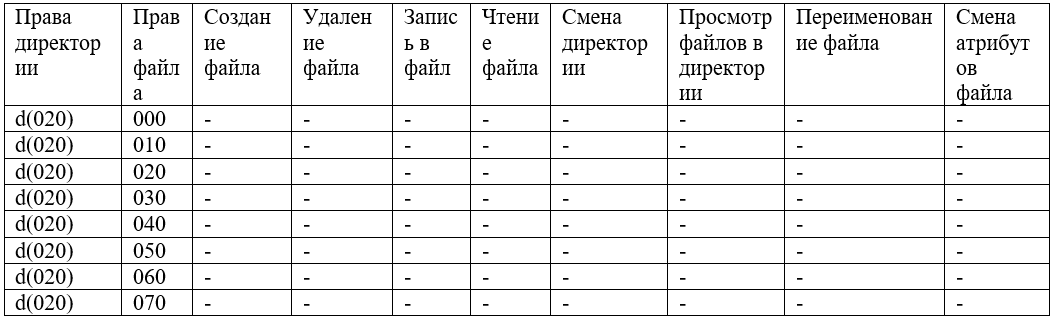 Права директории | Права файла | Создание файла | Удаление файла | Запись в файл | Чтение файла | Смена директории | Просмотр файлов в директории | Переименование файла | Смена атрибутов файла
d(020) | 000 | - | - | - | - | - | - | - | -
d(020) | 010 | - | - | - | - | - | - | - | -
d(020) | 020 | - | - | - | - | - | - | - | -
d(020) | 030 | - | - | - | - | - | - | - | -
d(020) | 040 | - | - | - | - | - | - | - | -
d(020) | 050 | - | - | - | - | - | - | - | -
d(020) | 060 | - | - | - | - | - | - | - | -
d(020) | 070 | - | - | - | - | - | - | - | -